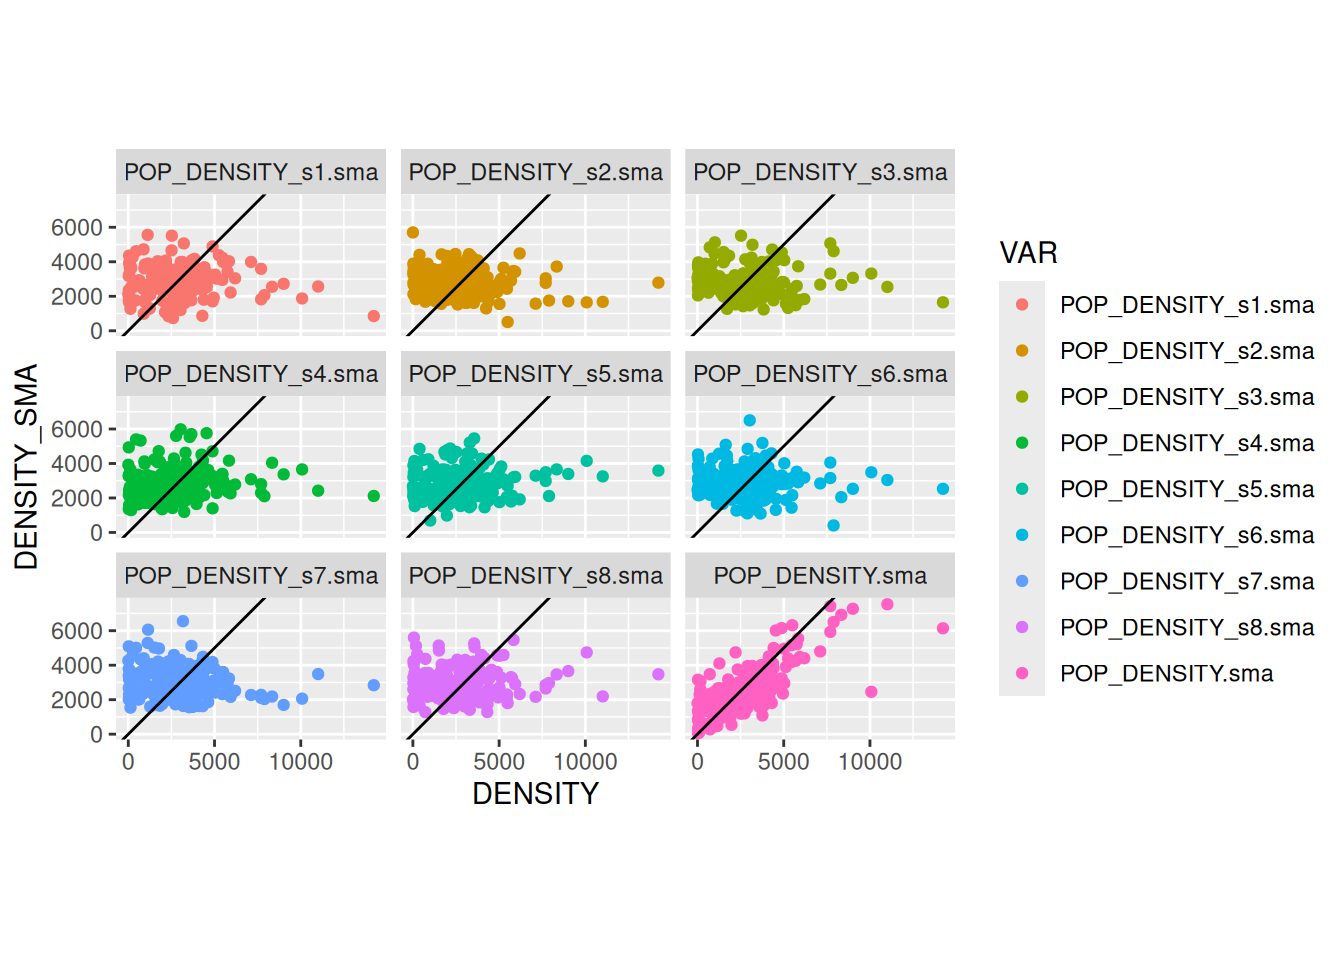 POP_DENSITY_s1.sma POP_DENSITY_s2.sma POP_DENSITY_s3.sma
6000
4000
2000
0
POP_DENSITY_s4.sma POP_DENSITY_s5.sma POP_DENSITY_s6.sma
6000
4000
2000
0
POP_DENSITY_s7.sma POP_DENSITY_s8.sma POP_DENSITY.sma
6000
4000
2000
0
0 5000 10000 0 5000 10000 0 5000 10000
DENSITY
DENSITY_SMA
VAR
POP_DENSITY_s1.sma
POP_DENSITY_s2.sma
POP_DENSITY_s3.sma
POP_DENSITY_s4.sma
POP_DENSITY_s5.sma
POP_DENSITY_s6.sma
POP_DENSITY_s7.sma
POP_DENSITY_s8.sma
POP_DENSITY.sma